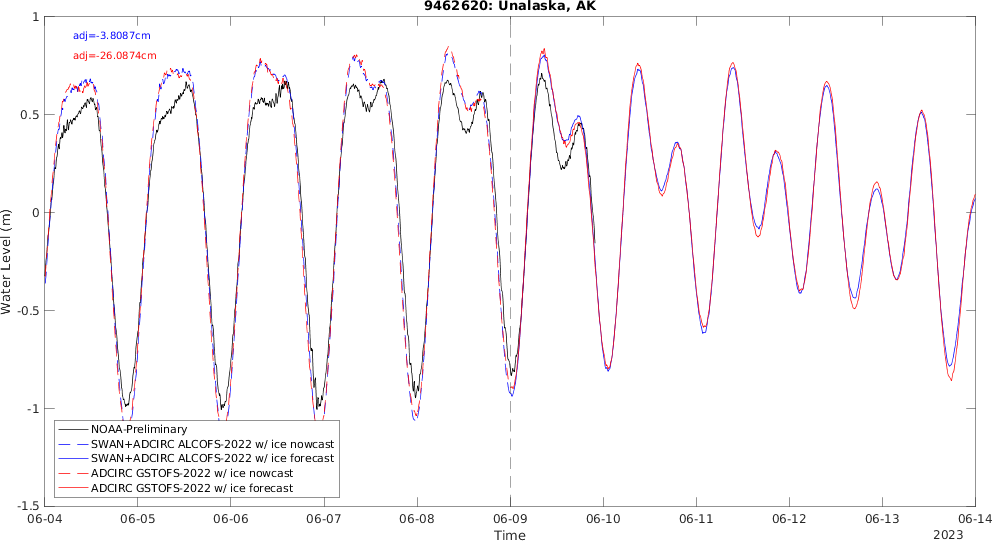 9462620: Unalaska, AK
adj=-3.8087cm
adj=-26.0874cm
Water Level (m)
1
0.5
0
-0.5
-1
-1.5
NOAA-Preliminary
SWAN+ADCIRC ALCOFS-2022 w/ ice nowcast
SWAN+ADCIRC ALCOFS-2022 w/ ice forecast
ADCIRC GSTOFS-2022 w/ ice nowcast
ADCIRC GSTOFS-2022 w/ ice forecast
06-04 06-05 06-06 06-07 06-08 06-09 06-10 06-11 06-12 06-13 06-14
Time
2023